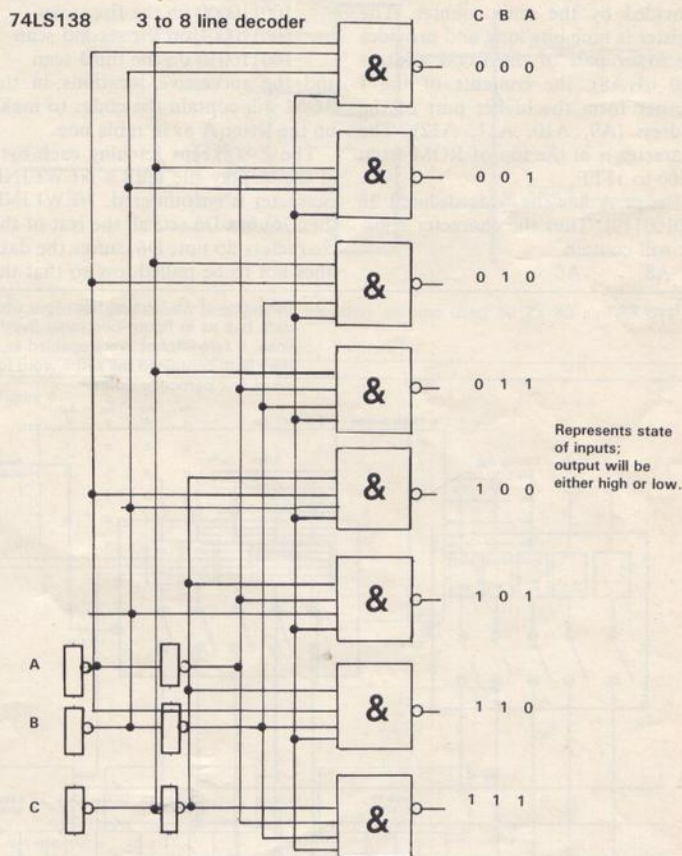 74LS138 3 to 8 line decoder
C B A
& 0 0 0
& 0 0 1
& 0 1 0
& 0 1 1
Represents state
of inputs;
output will be
either high or low.
& 1 0 0
& 1 0 1
A
& 1 1 0
B
C
& 1 1 1